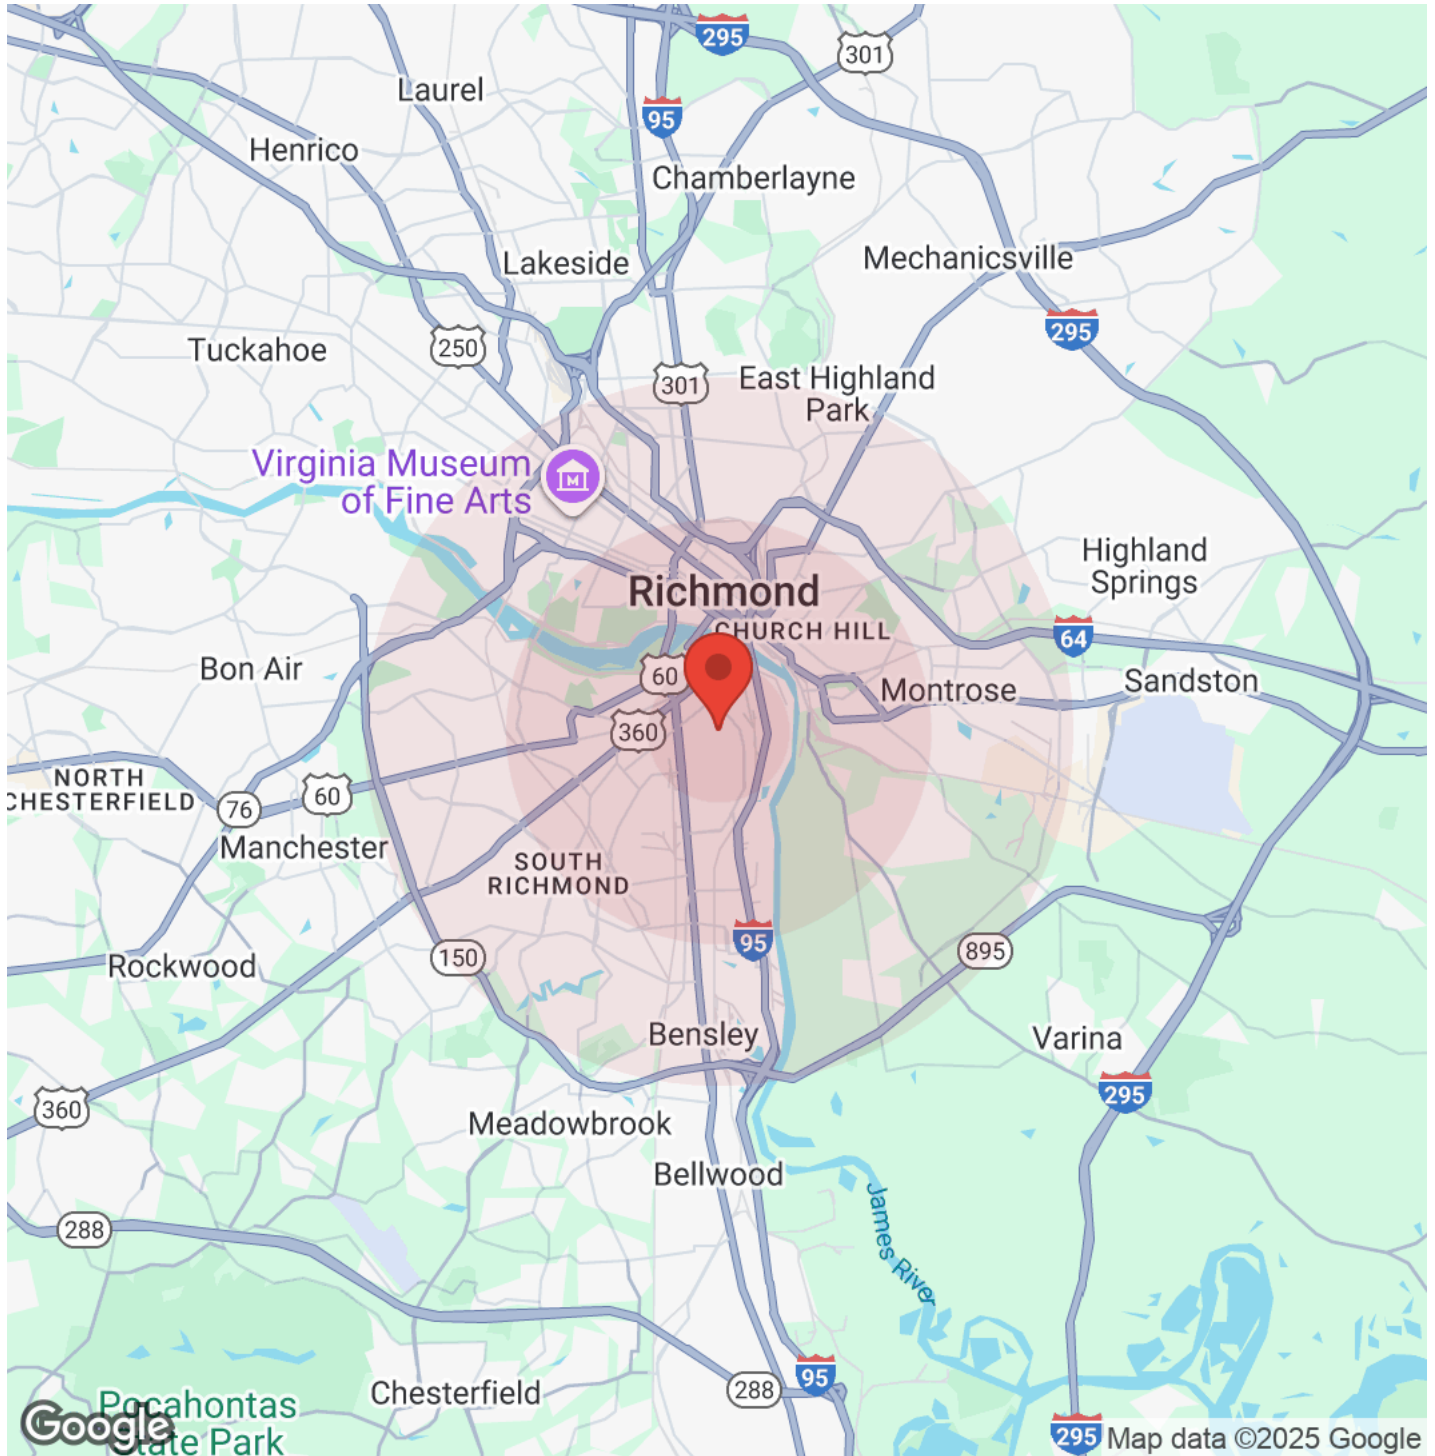 295
301
Laurel
95
Henrico
Chamberlayne
Mechanicsville
Lakeside
295
Tuckahoe
250
301
East Highland
Park
Virginia Museum
of Fine Arts
M
Highland
Springs
Richmond
CHURCH HILL
64
Bon Air
60
Montrose
Sandston
360
NORTH
CHESTERFIELD
60
76
Manchester
SOUTH
RICHMOND
95
895
150
Rockwood
Bensley
Varina
295
360
Meadowbrook
Bellwood
James River
288
95
288
Chesterfield
Pocahontas
State Park
Google
295
Map data ©2025 Google